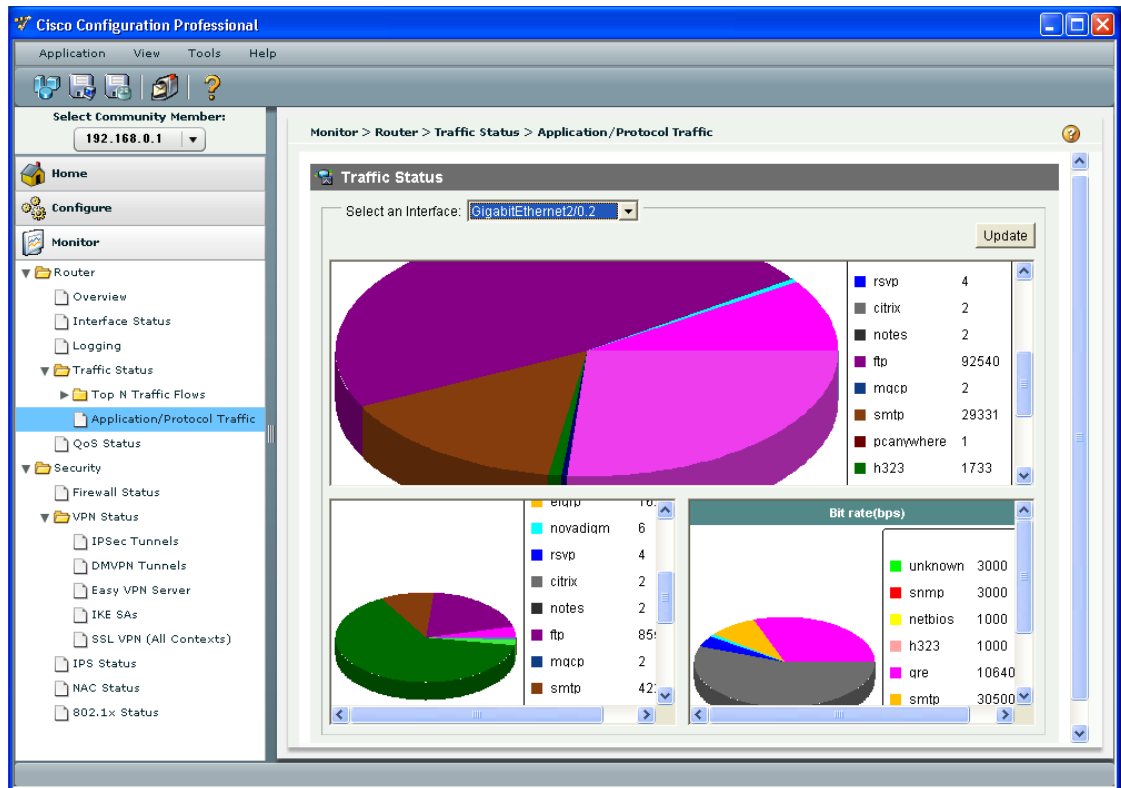 Cisco Configuration Professional
Application View Tools Help
Select Community Member:
192.168.0.1
Home
Configure
Monitor
Router
Overview
Interface Status
Logging
Traffic Status
Top N Traffic Flows
Application/Protocol Traffic
QoS Status
Security
Firewall Status
VPN Status
IPSec Tunnels
DMVPN Tunnels
Easy VPN Server
IKE SAs
SSL VPN (All Contexts)
IPS Status
NAC Status
802.1x Status
Monitor > Router > Traffic Status > Application/Protocol Traffic
Traffic Status
Select an Interface: GigabitEthernet2/0.2
Update
rsvp 4
citrix 2
notes 2
ftp 92540
mgcp 2
smtp 29331
pcanywhere 1
h323 1733
novadigm 6
rsvp 4
citrix 2
notes 2
ftp
mgcp 2
smtp
Bit rate(bps)
unknown 3000
snmp 3000
netbios 1000
h323 1000
gre 10640
smtp 30500